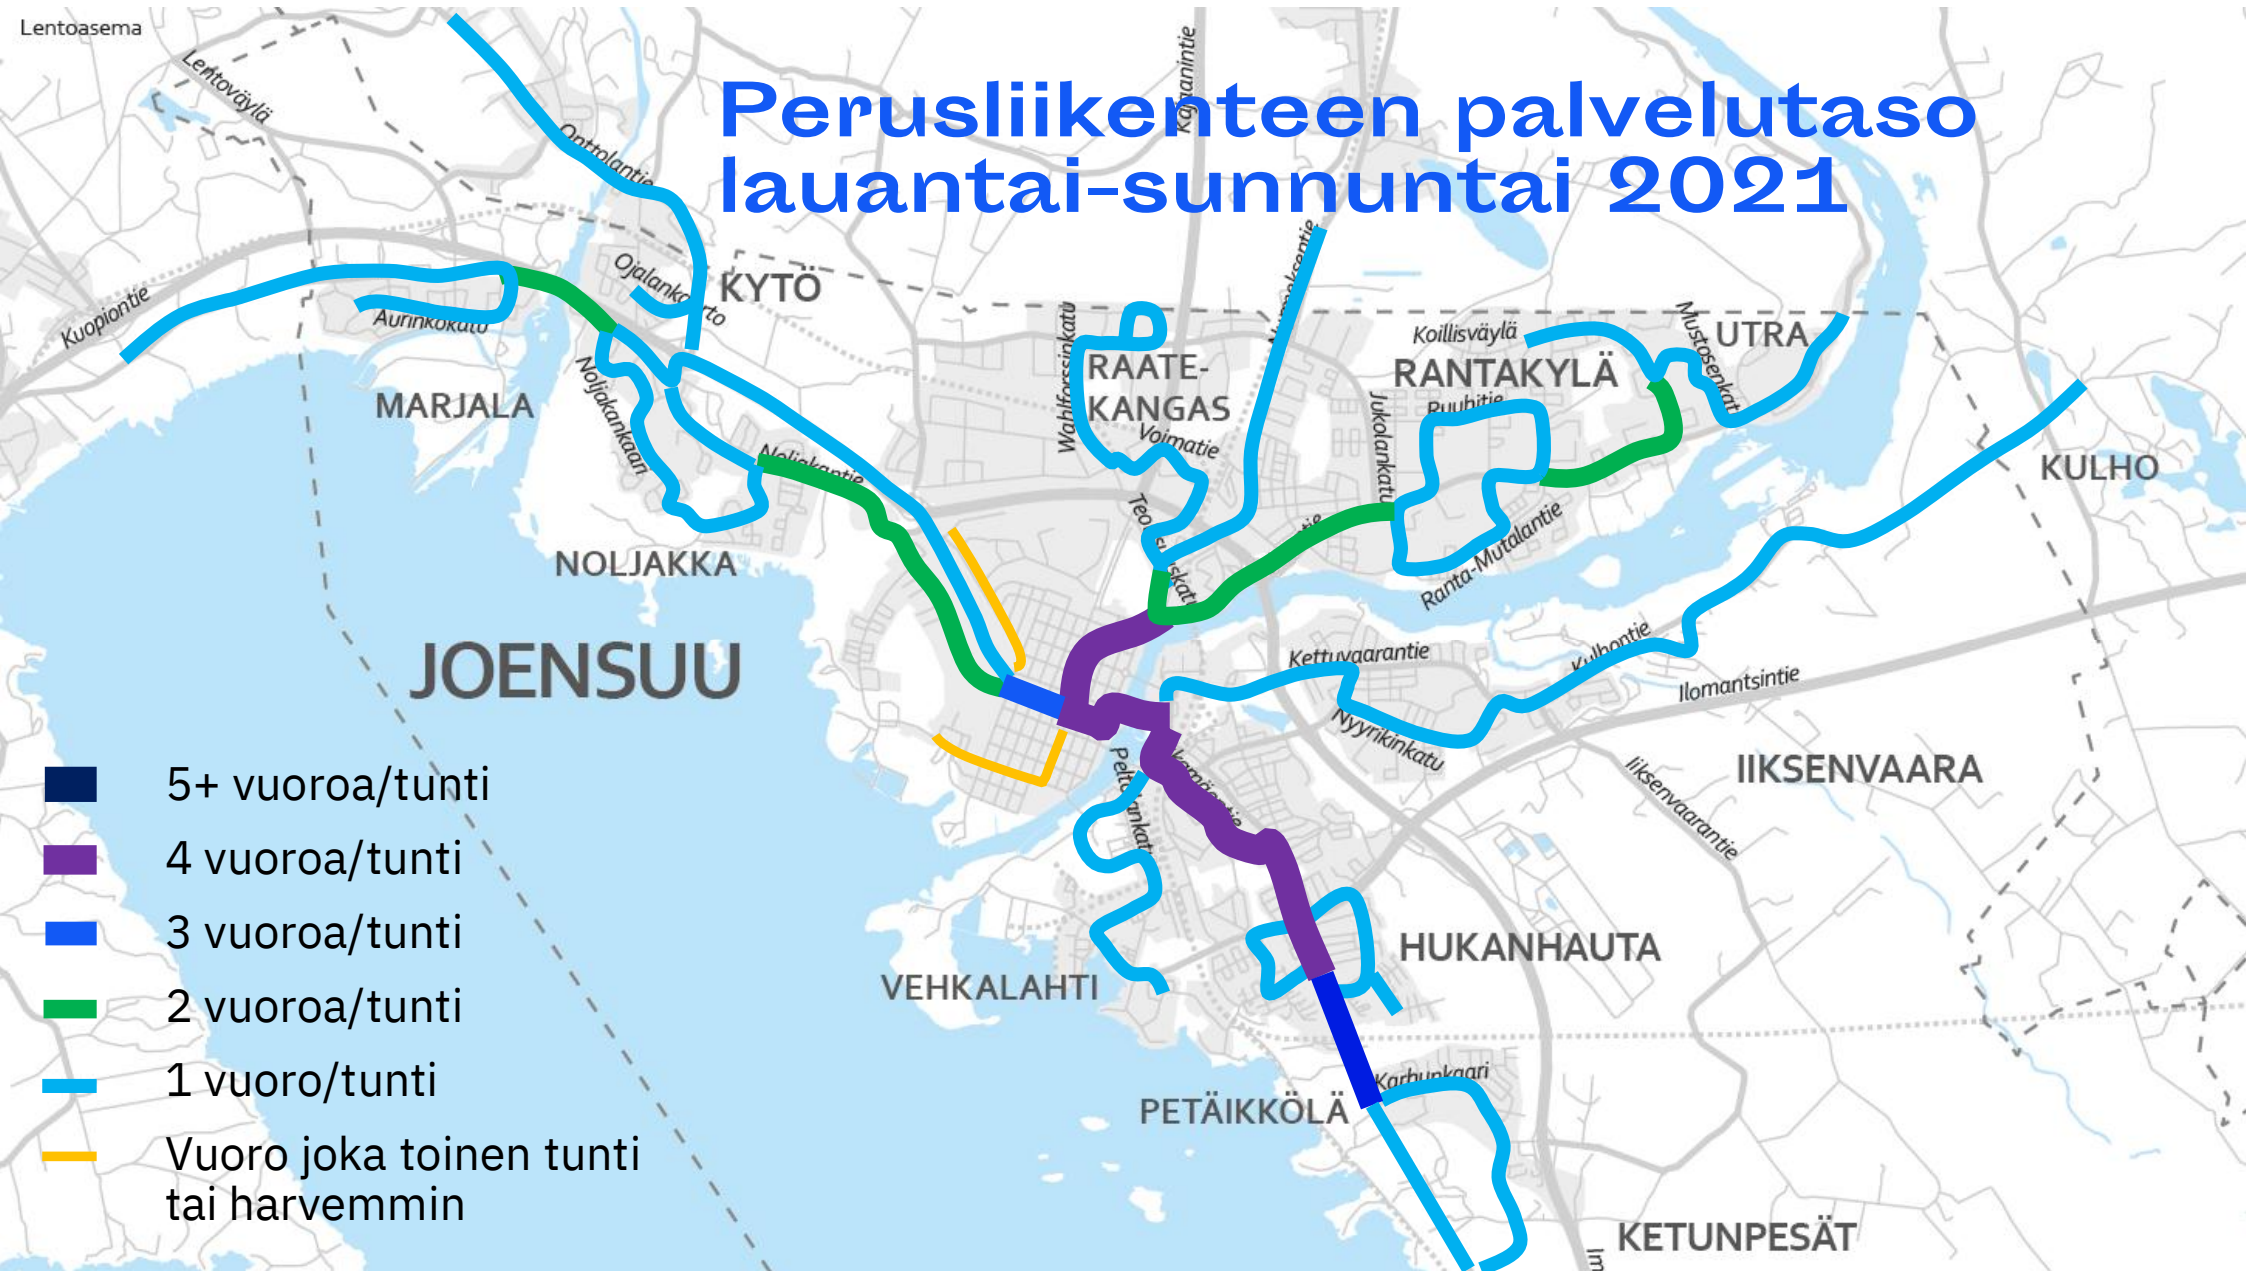 Lentoasema
Lentoväylä
Perusliikenteen palvelutaso
lauantai-sunnuntai 2021
Onttolantie
KYTÖ
Kuopiontie
Aurinkokatu
MARJALA
Noljakankaari
NOLJAKKA
Noljakantie
Wahlforssinkatu
RAATE-
KANGAS
Voimatie
Koillisväylä
RANTAKYLÄ
Ruuhitie
Jukolankatu
Mustosenkat
UTRA
KULHO
Ranta-Mutalantie
JOENSUU
Kettuvaarantie
Kulhontie
Ilomantsintie
Nyyrikinkatu
Iiksenvaarantie
IIKSENVAARA
HUKANHAUTA
VEHKALAHTI
PETÄIKKÖLÄ
Karhunkaari
KETUNPESÄT
Im
5+ vuoroa/tunti
4 vuoroa/tunti
3 vuoroa/tunti
2 vuoroa/tunti
1 vuoro/tunti
Vuoro joka toinen tunti
tai harvemmin